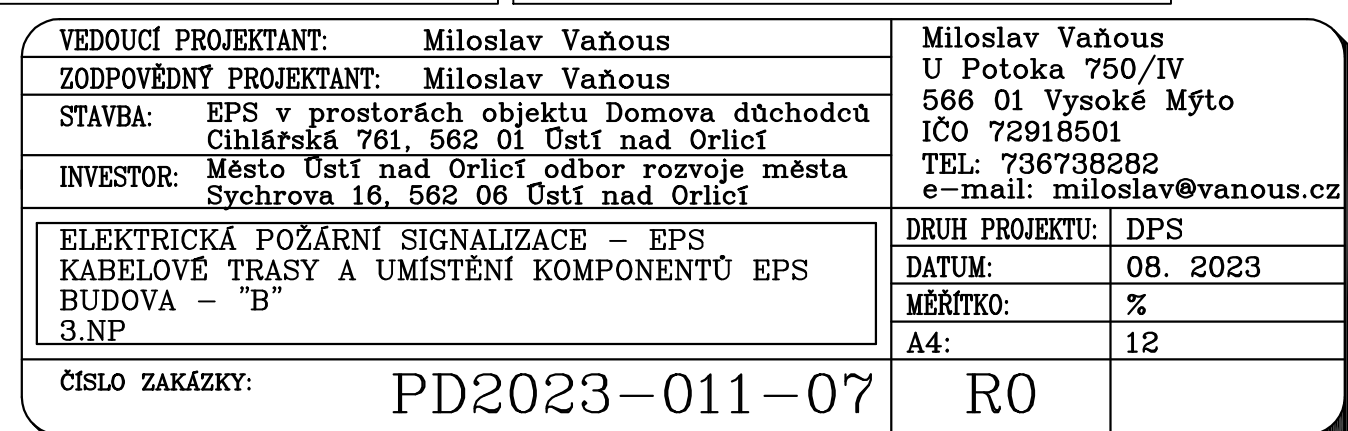 VEDOUCÍ PROJEKTANT: Miloslav Vaňous
ZODPOVĚDNÝ PROJEKTANT: Miloslav Vaňous
STAVBA: EPS v prostorách objektu Domova důchodců
Cihlářská 761, 562 01 Ústí nad Orlicí
INVESTOR: Město Ústí nad Orlicí odbor rozvoje města
Sychrova 16, 562 06 Ústí nad Orlicí
Miloslav Vaňous
U Potoka 750/IV
566 01 Vysoké Mýto
IČO 72918501
TEL: 736738282
e-mail: miloslav@vanous.cz
ELEKTRICKÁ POŽÁRNÍ SIGNALIZACE – EPS
KABELOVÉ TRASY A UMÍSTĚNÍ KOMPONENTŮ EPS
BUDOVA – "B"
3.NP
DRUH PROJEKTU: DPS
DATUM: 08. 2023
MĚŘÍTKO: %
A4: 12
ČÍSLO ZAKÁZKY: PD2023-011-07 R0